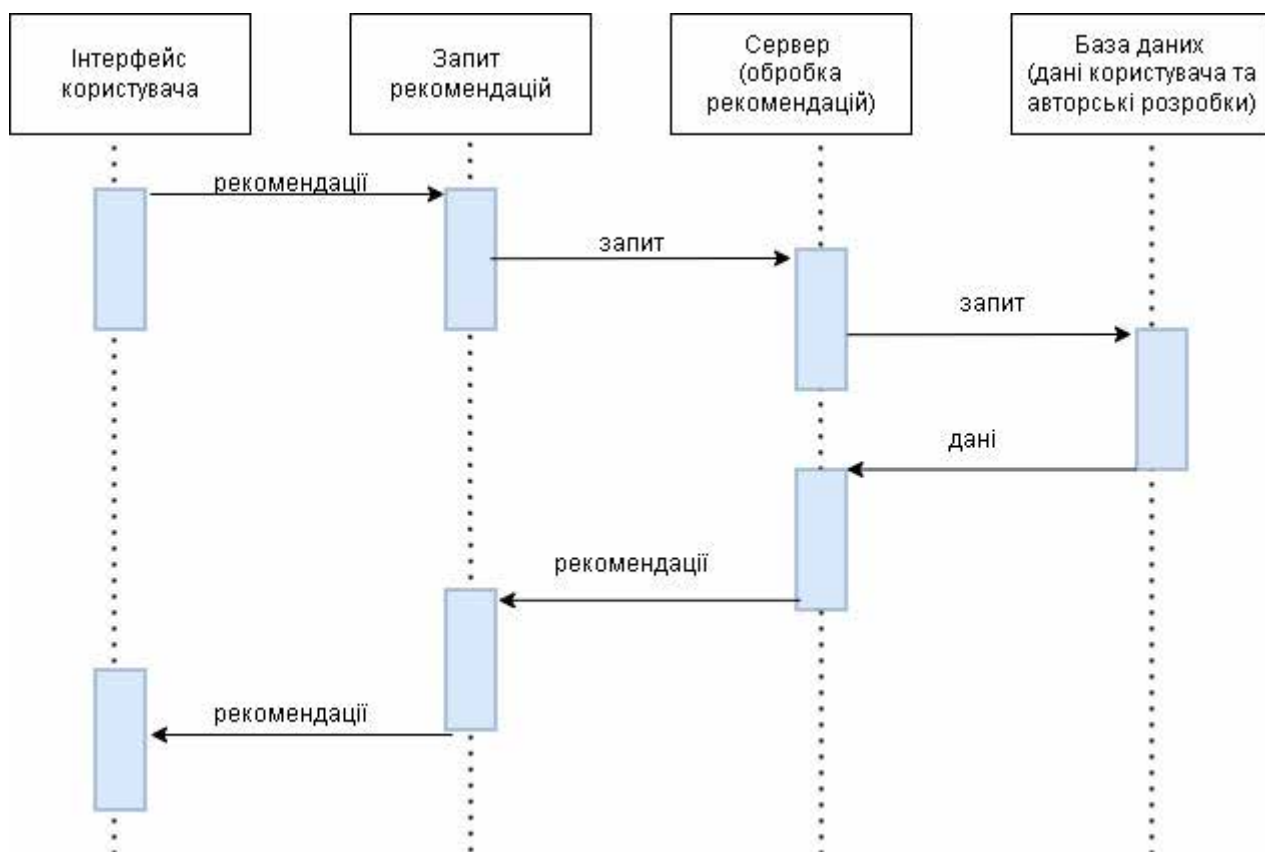 Інтерфейс
користувача
Запит
рекомендацій
Сервер
(обробка
рекомендацій)
База даних
(дані користувача та
авторські розробки)
рекомендації
запит
запит
дані
рекомендації
рекомендації